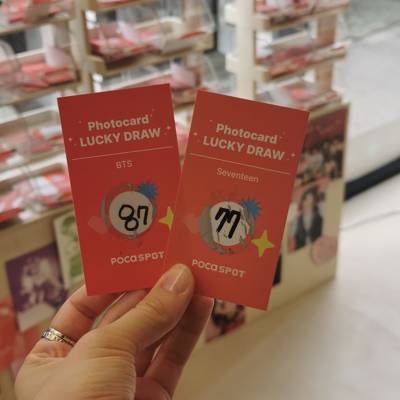 Photocard
LUCKY DRAW
BTS
87
POCASPOT
Photocard
LUCKY DRAW
Seventeen
77
POCASPOT